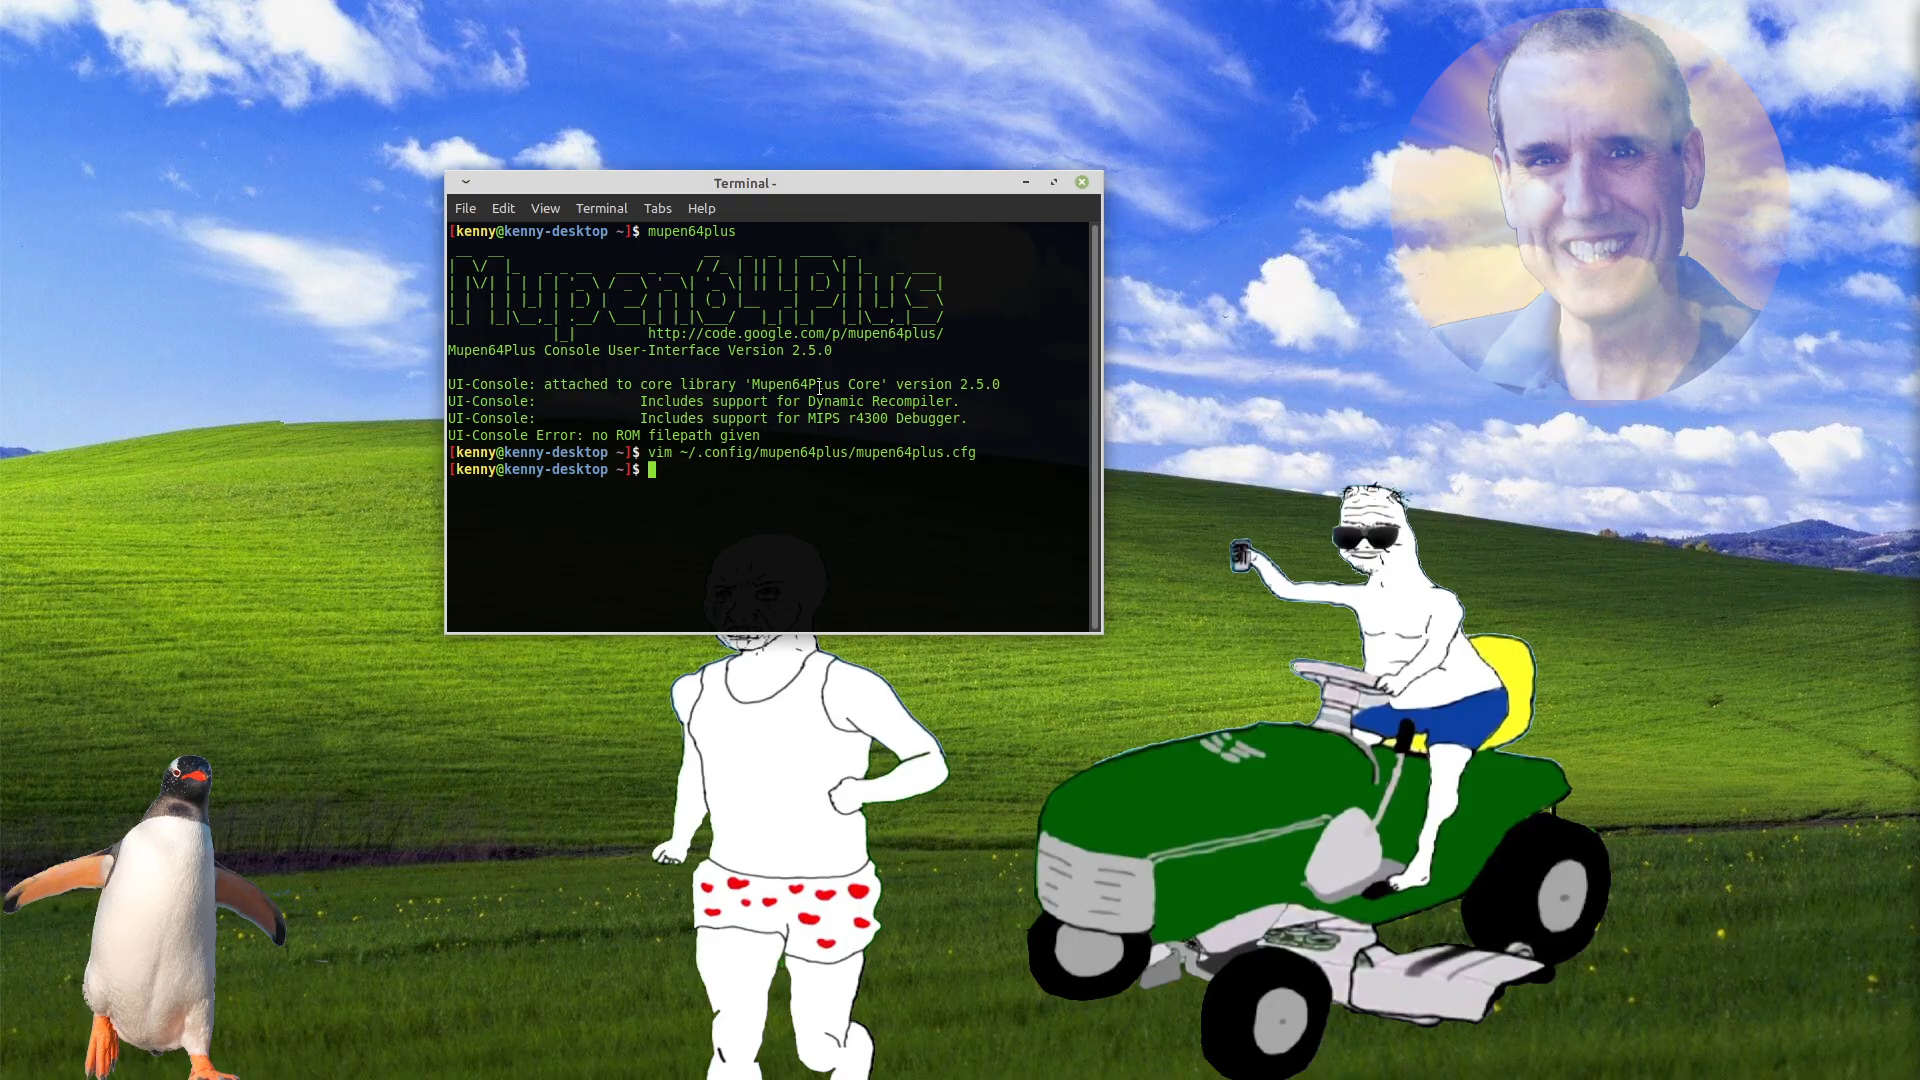 Terminal -
File Edit View Terminal Tabs Help
[kenny@kenny-desktop ~]$ mupen64plus
Mupen64Plus
http://code.google.com/p/mupen64plus/
Mupen64Plus Console User-Interface Version 2.5.0
UI-Console: attached to core library 'Mupen64Plus Core' version 2.5.0
UI-Console:             Includes support for Dynamic Recompiler.
UI-Console:             Includes support for MIPS r4300 Debugger.
UI-Console Error: no ROM filepath given
[kenny@kenny-desktop ~]$ vim ~/.config/mupen64plus/mupen64plus.cfg
[kenny@kenny-desktop ~]$